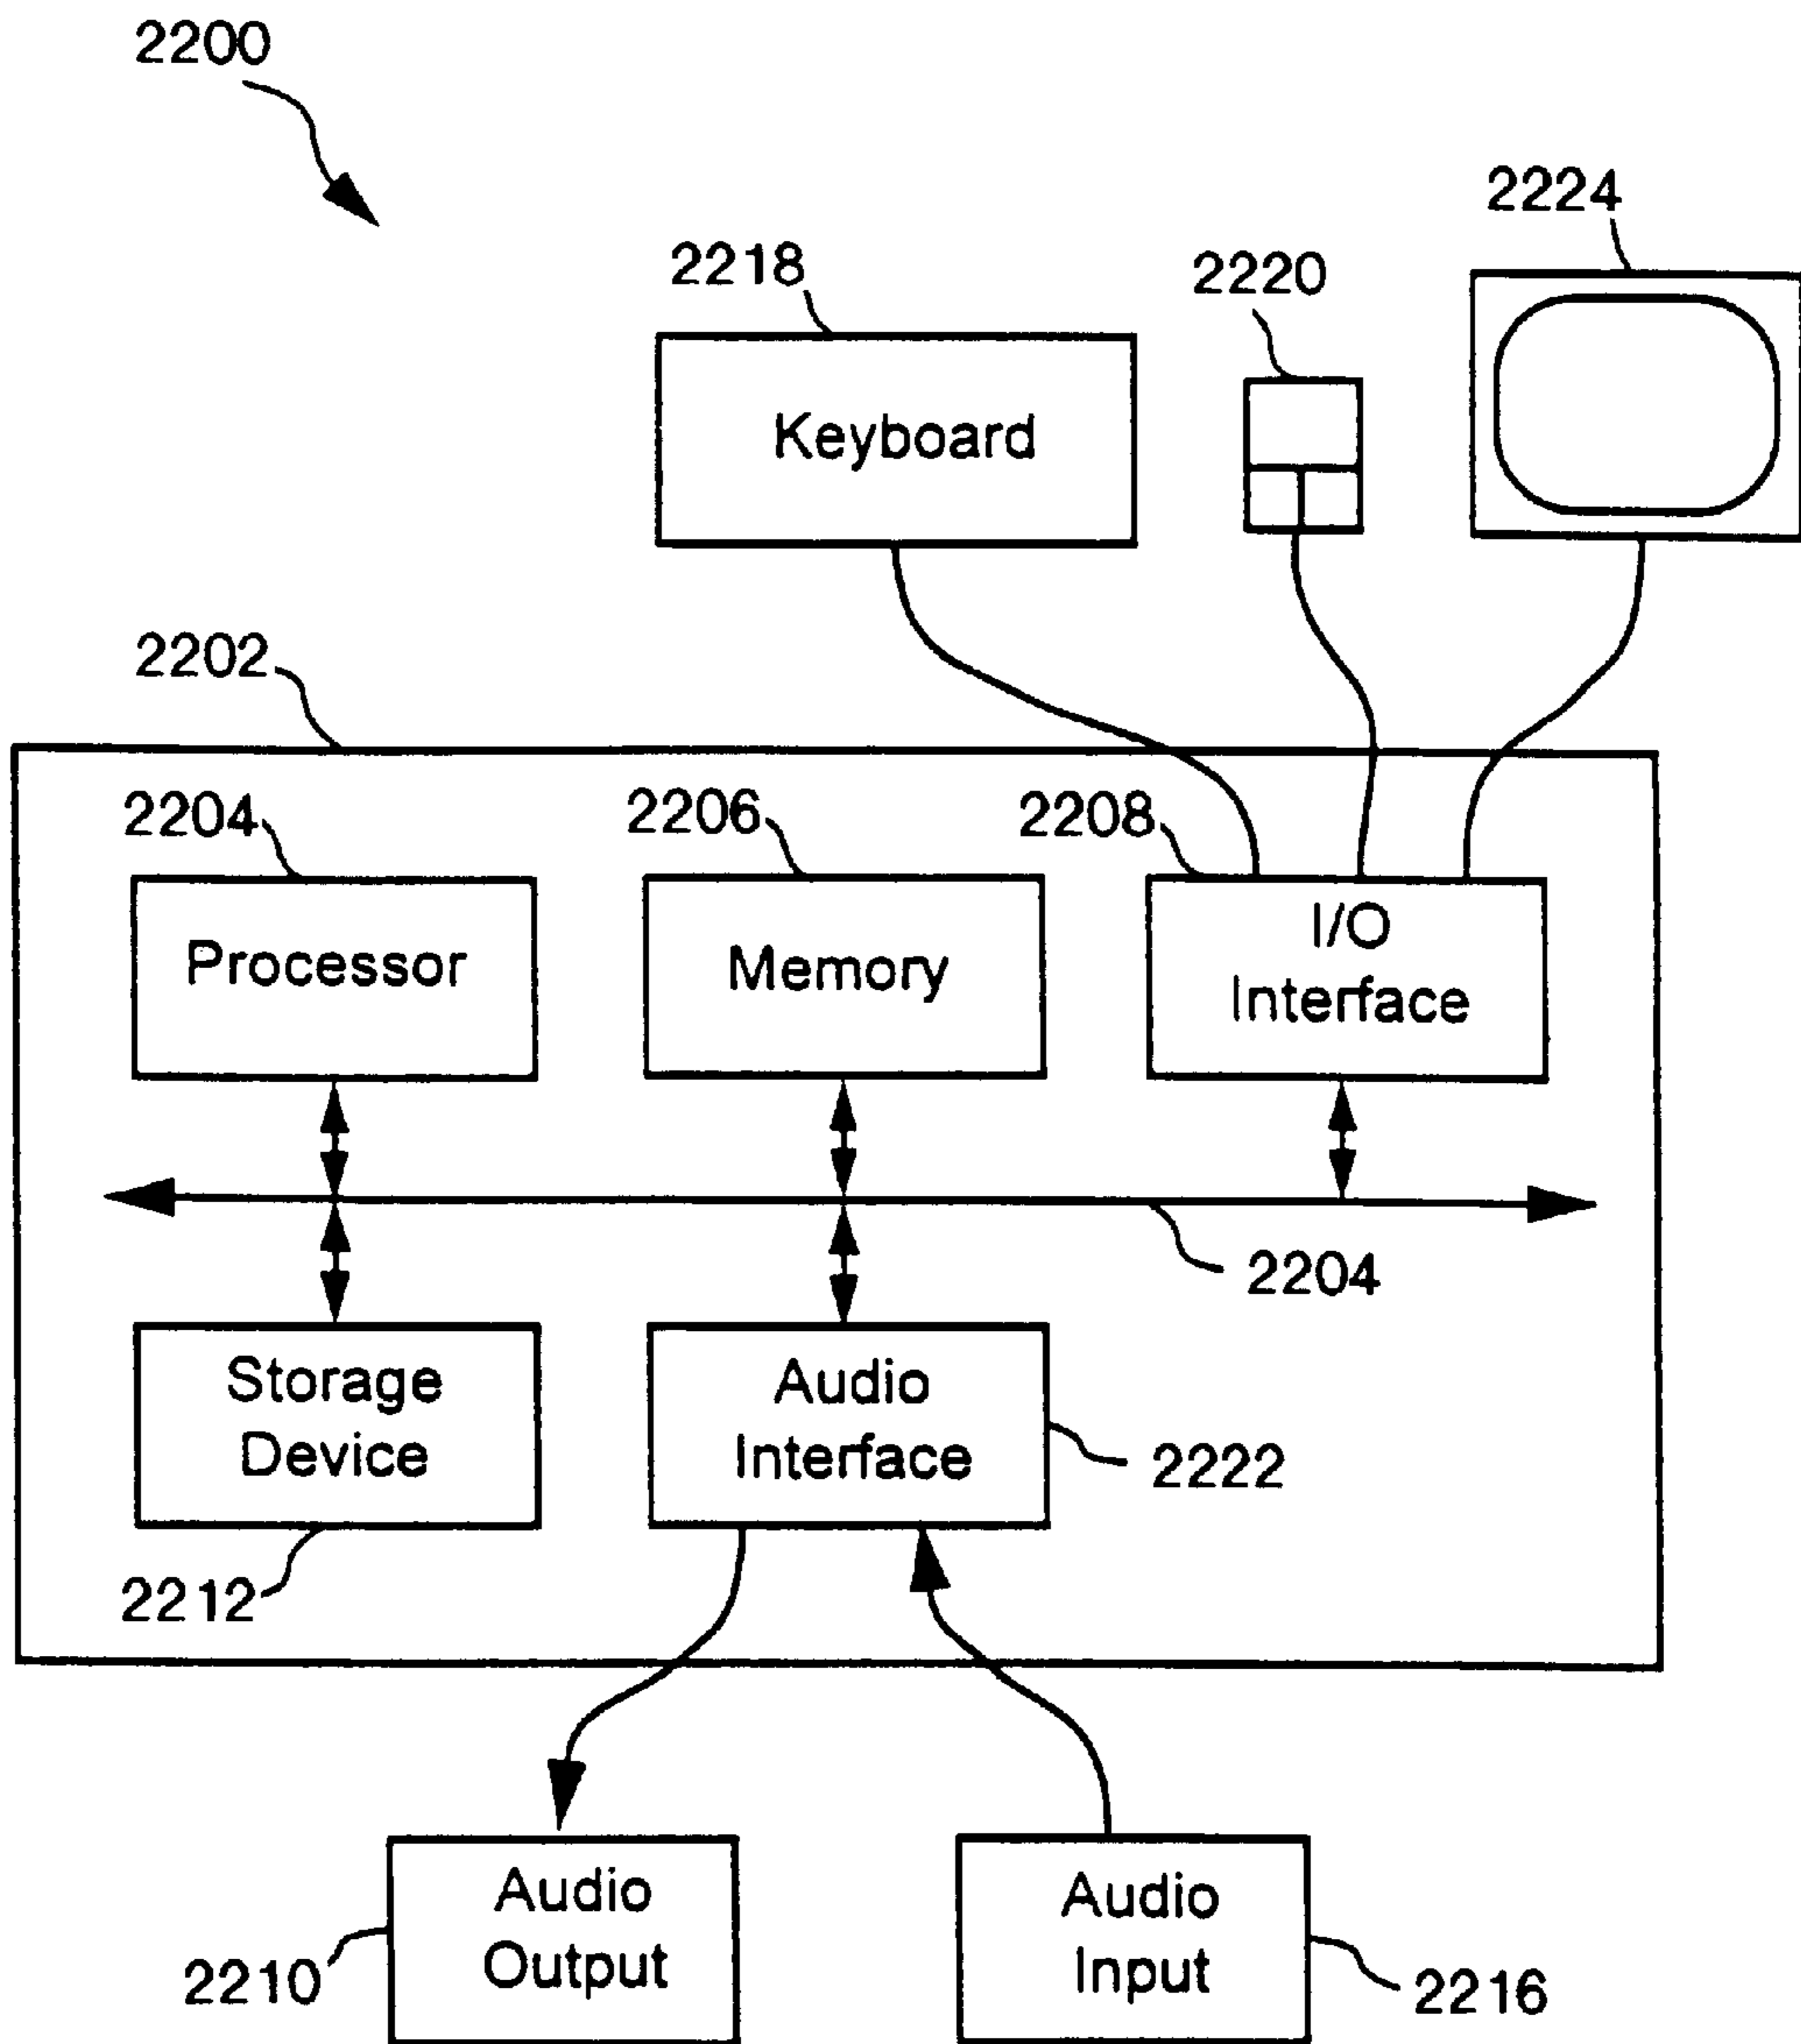 2200
2224
2218
2220
Keyboard
2202
2204
2206
2208
Processor
Memory
I/O
Interface
2204
Storage
Device
Audio
Interface
2222
2212
Audio
Output
Audio
Input
2210
2216